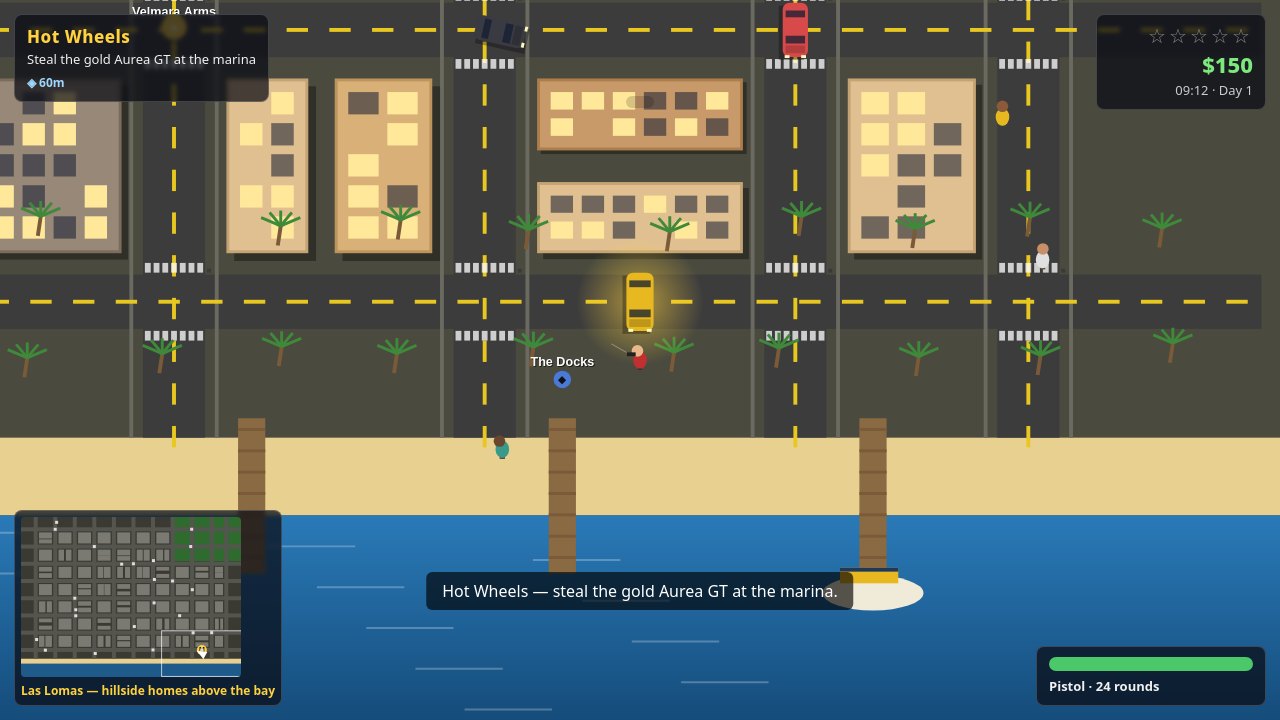 Velmara Arms
Hot Wheels
Steal the gold Aurea GT at the marina
60m
☆ ☆ ☆ ☆ ☆
$150
09:12 · Day 1
The Docks
Hot Wheels — steal the gold Aurea GT at the marina.
Las Lomas — hillside homes above the bay
Pistol · 24 rounds